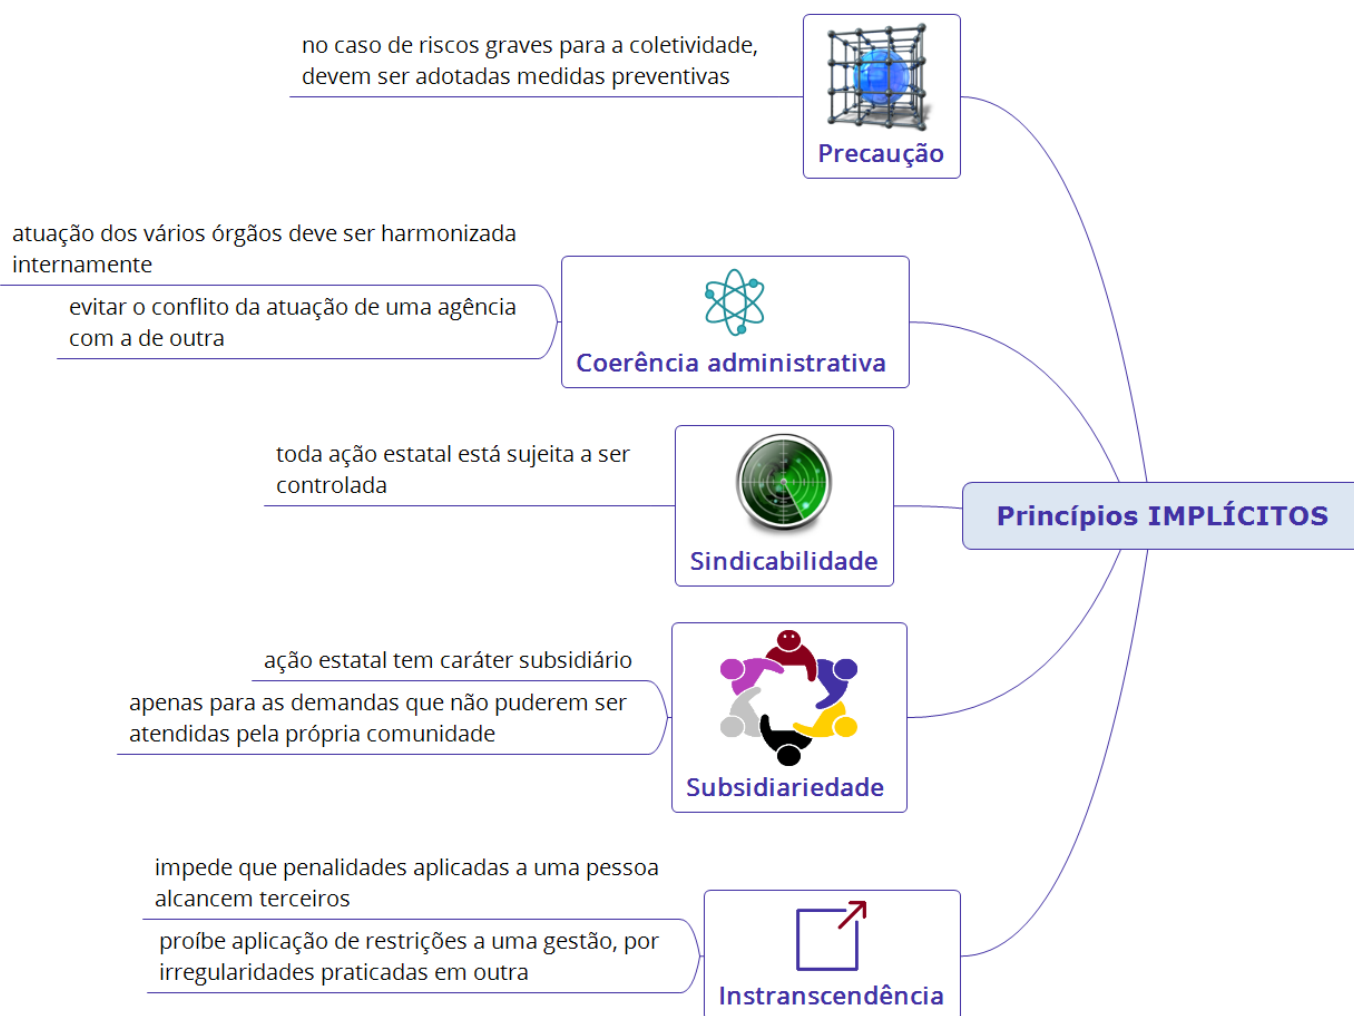 no caso de riscos graves para a coletividade,
devem ser adotadas medidas preventivas
Precaução
atuação dos vários órgãos deve ser harmonizada
internamente
evitar o conflito da atuação de uma agência
com a de outra
Coerência administrativa
toda ação estatal está sujeita a ser
controlada
Sindicabilidade
Princípios IMPLÍCITOS
ação estatal tem caráter subsidiário
apenas para as demandas que não puderem ser
atendidas pela própria comunidade
Subsidiariedade
impede que penalidades aplicadas a uma pessoa
alcancem terceiros
proíbe aplicação de restrições a uma gestão, por
irregularidades praticadas em outra
Instranscendência